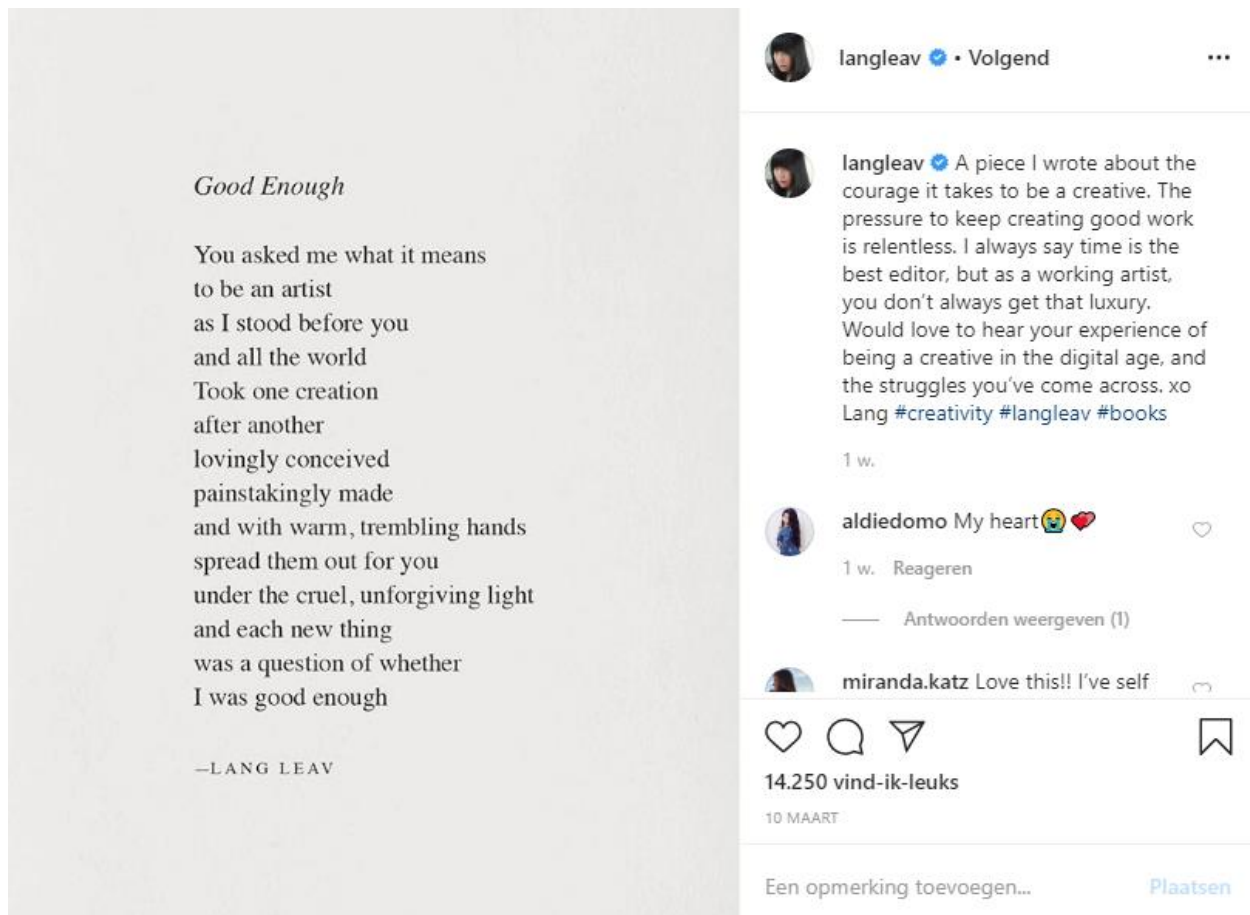 Good Enough
You asked me what it means
to be an artist
as I stood before you
and all the world
Took one creation
after another
lovingly conceived
painstakingly made
and with warm, trembling hands
spread them out for you
under the cruel, unforgiving light
and each new thing
was a question of whether
I was good enough
—LANG LEAV
langleav • Volgend
langleav A piece I wrote about the
courage it takes to be a creative. The
pressure to keep creating good work
is relentless. I always say time is the
best editor, but as a working artist,
you don't always get that luxury.
Would love to hear your experience of
being a creative in the digital age, and
the struggles you've come across. xo
Lang #creativity #langleav #books
1 w.
aldiedomo My heart😭💕
1 w. Reageren
Antwoorden weergeven (1)
miranda.katz Love this!! I've self
14.250 vind-ik-leuks
10 MAART
Een opmerking toevoegen... Plaatsen